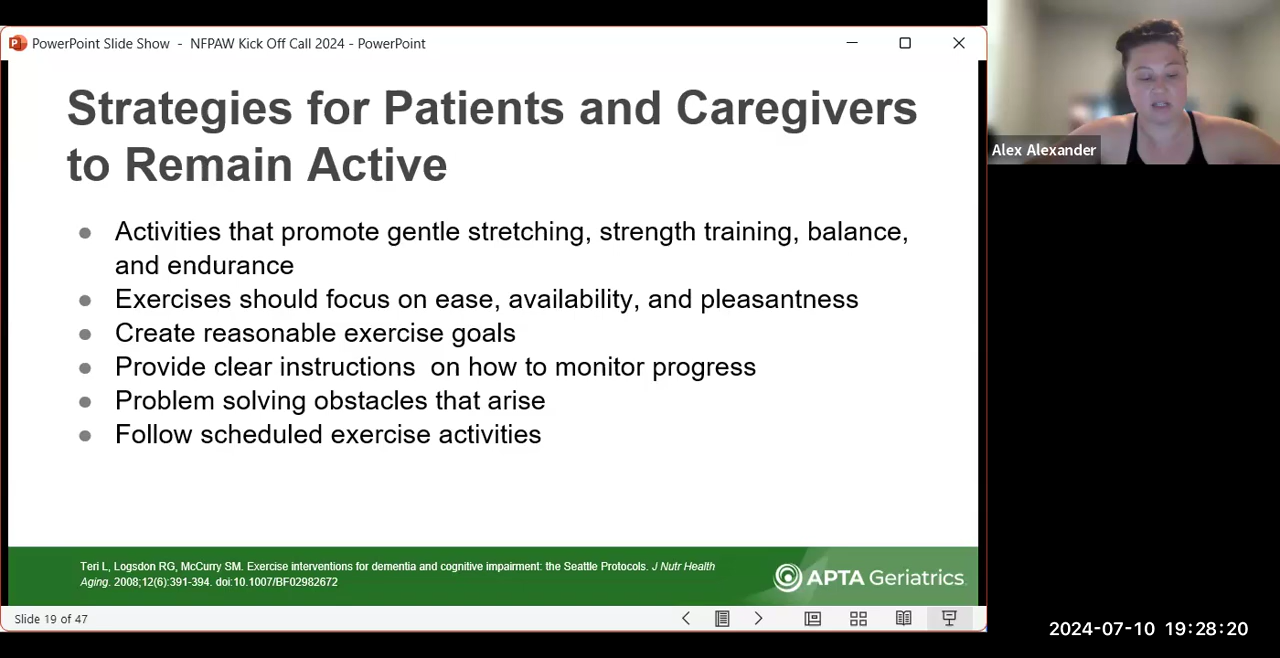 PowerPoint Slide Show - NFPAW Kick Off Call 2024 - PowerPoint
Strategies for Patients and Caregivers
to Remain Active
Activities that promote gentle stretching, strength training, balance,
and endurance
Exercises should focus on ease, availability, and pleasantness
Create reasonable exercise goals
Provide clear instructions  on how to monitor progress
Problem solving obstacles that arise
Follow scheduled exercise activities
Teri L, Logsdon RG, McCurry SM. Exercise interventions for dementia and cognitive impairment: the Seattle Protocols. J Nutr Health
Aging. 2008;12(6):391-394. doi:10.1007/BF02982672
APTA Geriatrics
Slide 19 of 47
Alex Alexander
2024-07-10 19:28:20